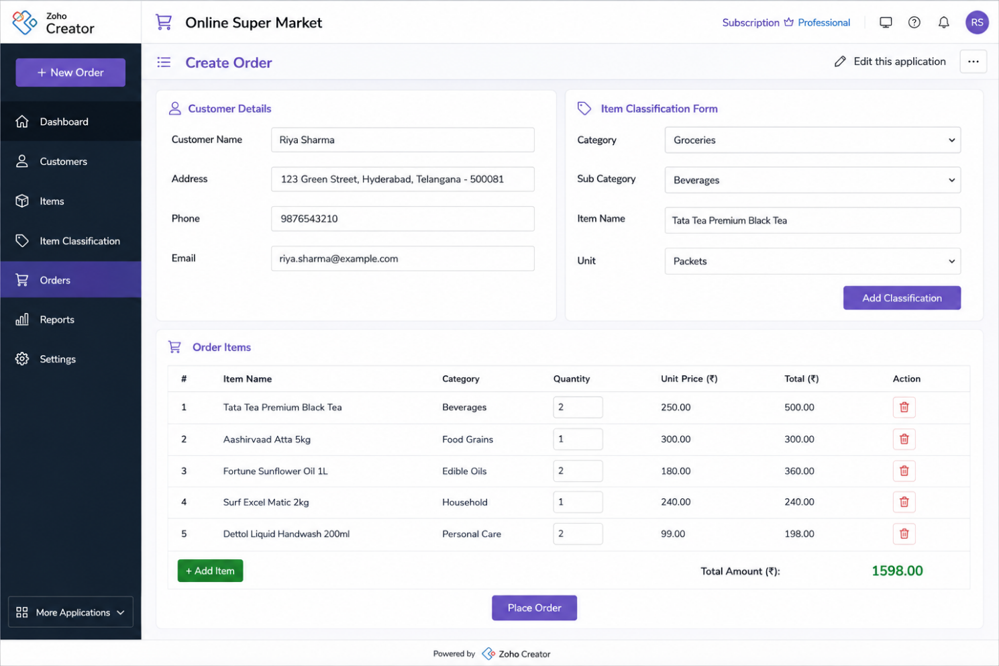 Zoho
Creator
Online Super Market
Subscription Professional
RS
+ New Order
Create Order
Edit this application
...
Dashboard
Customers
Items
Item Classification
Orders
Reports
Settings
More Applications
Customer Details
Customer Name Riya Sharma
Address 123 Green Street, Hyderabad, Telangana - 500081
Phone 9876543210
Email riya.sharma@example.com
Item Classification Form
Category Groceries
Sub Category Beverages
Item Name Tata Tea Premium Black Tea
Unit Packets
Add Classification
Order Items
# Item Name Category Quantity Unit Price (₹) Total (₹) Action
1 Tata Tea Premium Black Tea Beverages 2 250.00 500.00
2 Aashirvaad Atta 5kg Food Grains 1 300.00 300.00
3 Fortune Sunflower Oil 1L Edible Oils 2 180.00 360.00
4 Surf Excel Matic 2kg Household 1 240.00 240.00
5 Dettol Liquid Handwash 200ml Personal Care 2 99.00 198.00
+ Add Item
Total Amount (₹): 1598.00
Place Order
Powered by Zoho Creator